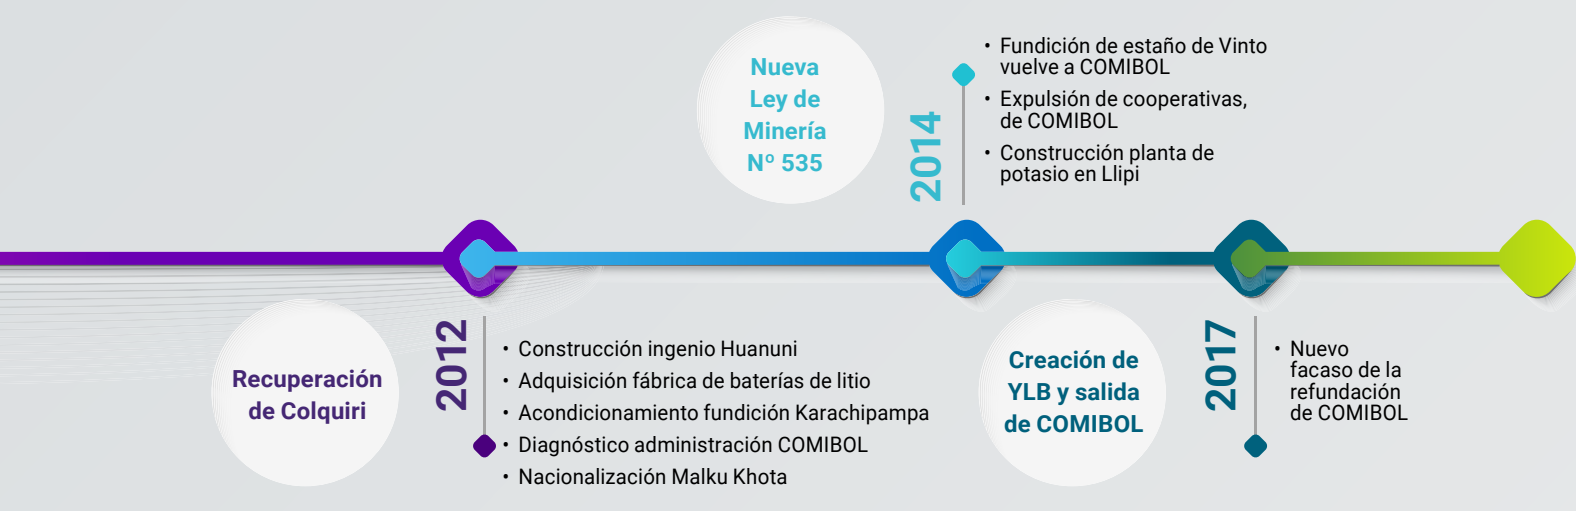 Nueva
Ley de
Minería
Nº 535
2014
• Fundición de estaño de Vinto
vuelve a COMIBOL
• Expulsión de cooperativas,
de COMIBOL
• Construcción planta de
potasio en Llipi
Recuperación
de Colquiri
2012
• Construcción ingenio Huanuni
• Adquisición fábrica de baterías de litio
• Acondicionamiento fundición Karachipampa
• Diagnóstico administración COMIBOL
• Nacionalización Malku Khota
Creación de
YLB y salida
de COMIBOL
2017
• Nuevo
facaso de la
refundación
de COMIBOL